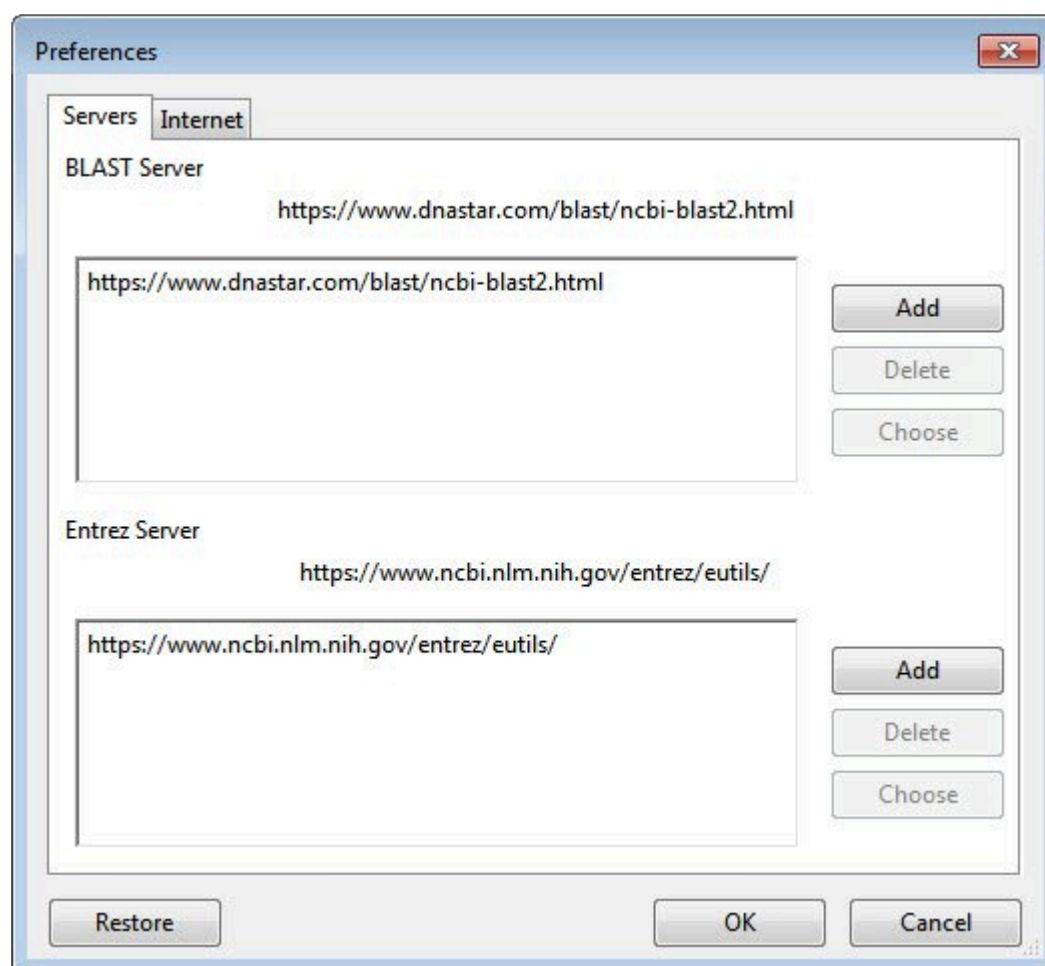 Preferences
Servers
Internet
BLAST Server
https://www.dnastar.com/blast/ncbi-blast2.html
https://www.dnastar.com/blast/ncbi-blast2.html
Add
Delete
Choose
Entrez Server
https://www.ncbi.nlm.nih.gov/entrez/eutils/
https://www.ncbi.nlm.nih.gov/entrez/eutils/
Add
Delete
Choose
Restore
OK
Cancel